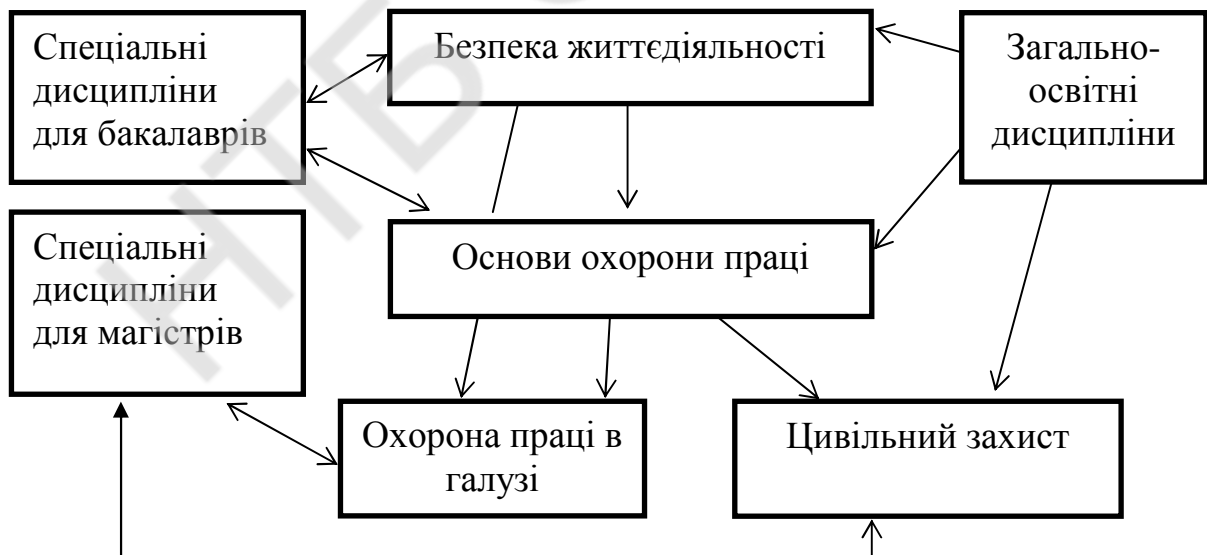 Спеціальні
дисципліни
для бакалаврів
Безпека життєдіяльності
Загально-
освітні
дисципліни
Спеціальні
дисципліни
для магістрів
Основи охорони праці
Охорона праці в
галузі
Цивільний захист
НТБ